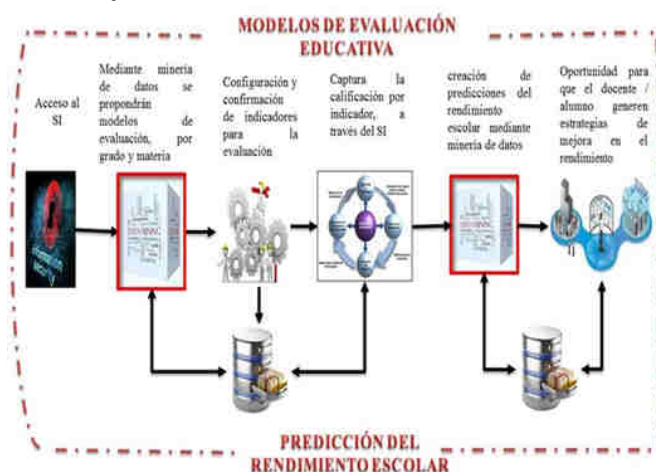 MODELOS DE EVALUACIÓN
EDUCATIVA
Acceso al
SI
Mediante minería
de datos se
propondrán
modelos de
evaluación, por
grado y materia
Configuración y
confirmación
de indicadores
para la
evaluación
Captura la
calificación por
indicador, a
través del SI
creación de
predicciones del
rendimiento
escolar mediante
minería de datos
Oportunidad para
que el docente /
alumno generen
estrategias de
mejora en el
rendimiento
PREDICCIÓN DEL
RENDIMIENTO ESCOLAR